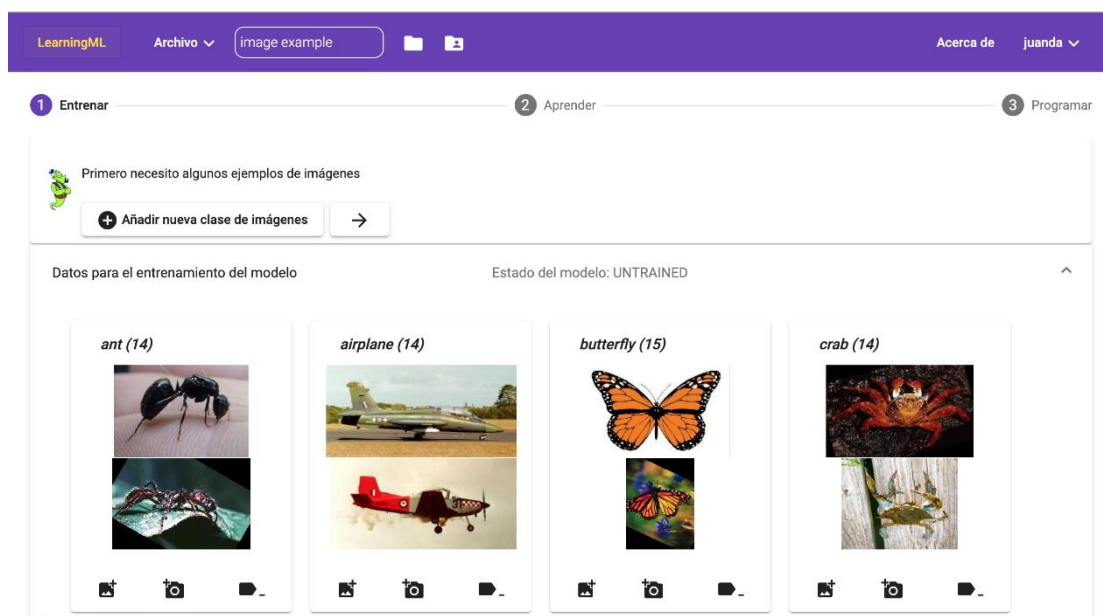 LearningML Archivo image example Acerca de juanda
1 Entrenar 2 Aprender 3 Programar
Primero necesito algunos ejemplos de imágenes
Añadir nueva clase de imágenes
Datos para el entrenamiento del modelo Estado del modelo: UNTRAINED
ant (14) airplane (14) butterfly (15) crab (14)